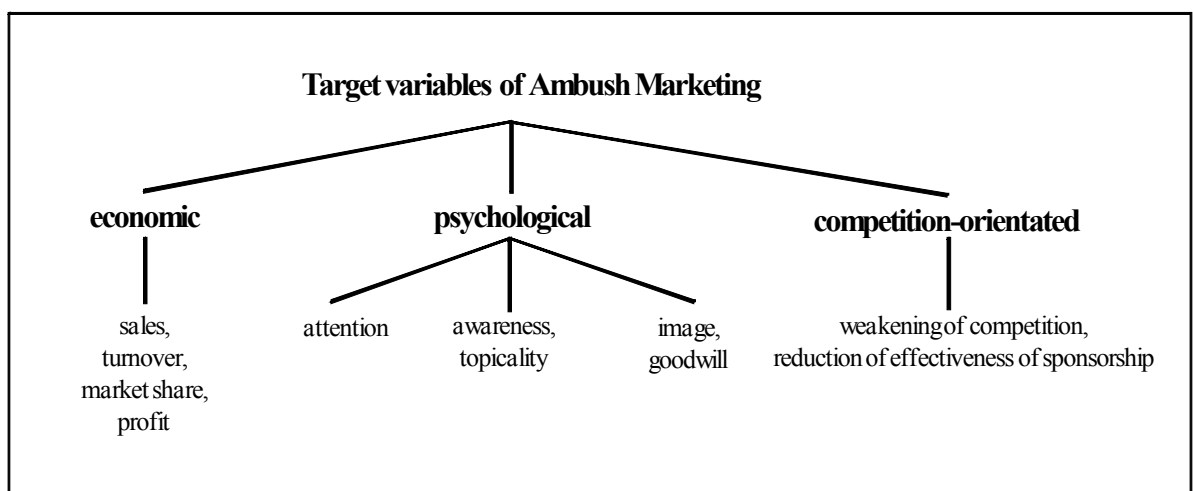 Target variables of Ambush Marketing
economic
psychological
competition-orientated
sales,
turnover,
market share,
profit
attention
awareness,
topicality
image,
goodwill
weakening of competition,
reduction of effectiveness of sponsorship